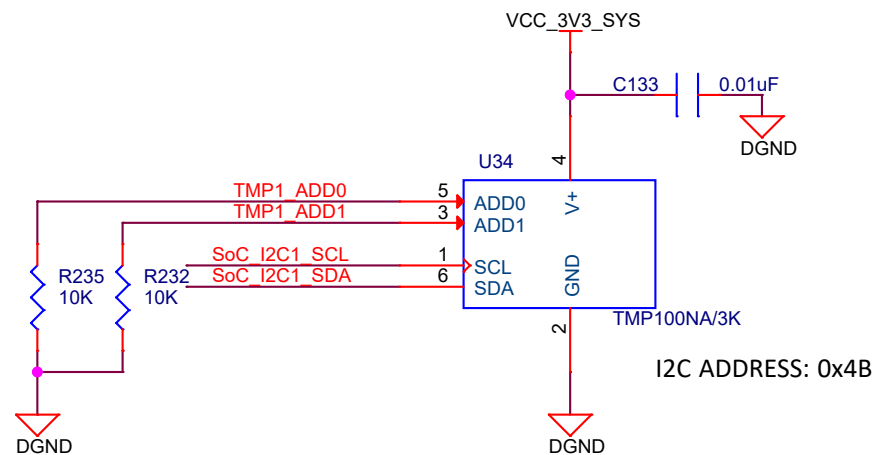 VCC_3V3_SYS
C133
0.01uF
DGND
U34
4
V+
TMP1_ADD0
5
ADD0
TMP1_ADD1
3
ADD1
SoC_I2C1_SCL
1
SCL
SoC_I2C1_SDA
6
SDA
GND
R235
10K
R232
10K
2
TMP100NA/3K
I2C ADDRESS: 0x4B
DGND
DGND